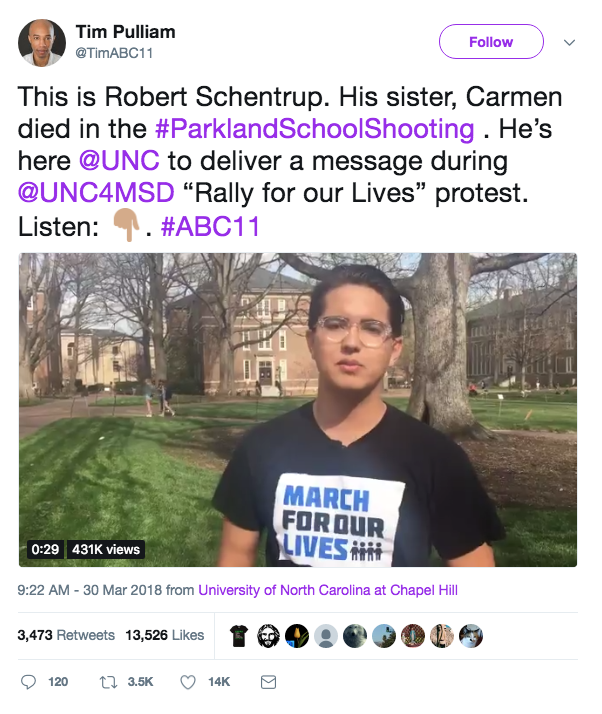 Tim Pulliam
@TimABC11
Follow
This is Robert Schentrup. His sister, Carmen
died in the #ParklandSchoolShooting . He’s
here @UNC to deliver a message during
@UNC4MSD “Rally for our Lives” protest.
Listen: 👇🏽. #ABC11
MARCH
FOR OUR
LIVES
0:29 431K views
9:22 AM - 30 Mar 2018 from University of North Carolina at Chapel Hill
3,473 Retweets 13,526 Likes
120 3.5K 14K